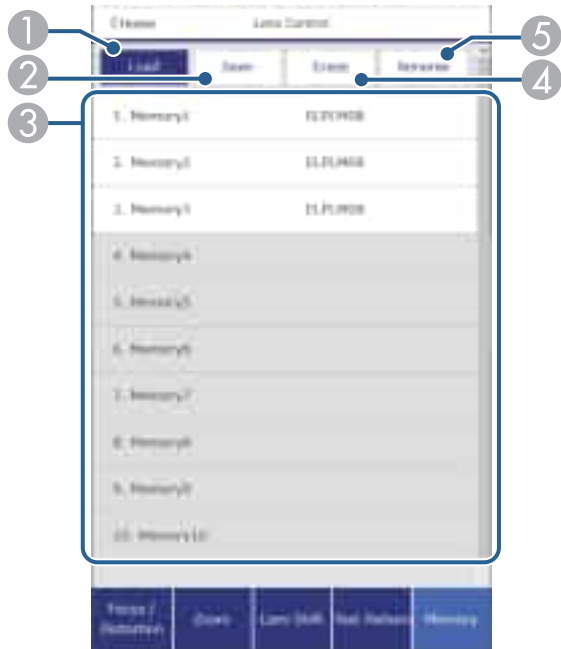 Home Lens Control
1 5
Load Save Erase Rename
2 4
3
1. Memory1
2. Memory2
3. Memory3
4. Memory4
5. Memory5
6. Memory6
7. Memory7
8. Memory8
9. Memory9
10. Memory10
Focus / Distortion Zoom Lens Shift Test Pattern Memory